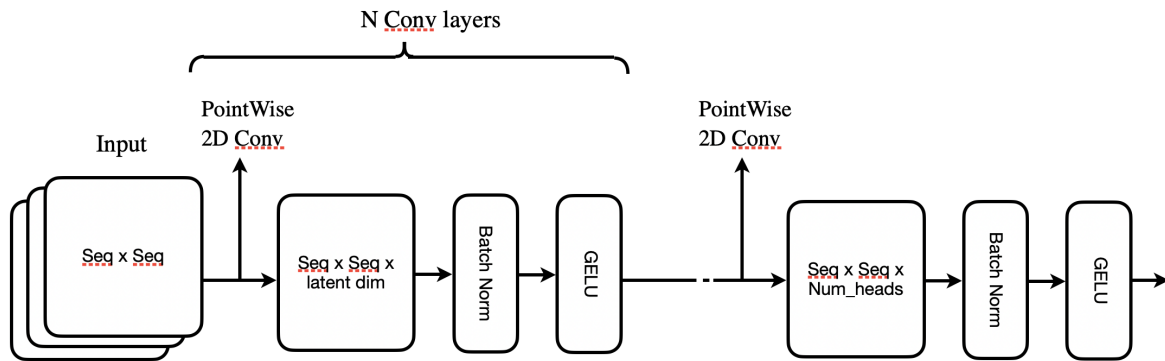 N Conv layers
PointWise
2D Conv
PointWise
2D Conv
Input
Seq x Seq
Seq x Seq x
latent dim
Batch Norm
GELU
Seq x Seq x
Num_heads
Batch Norm
GELU